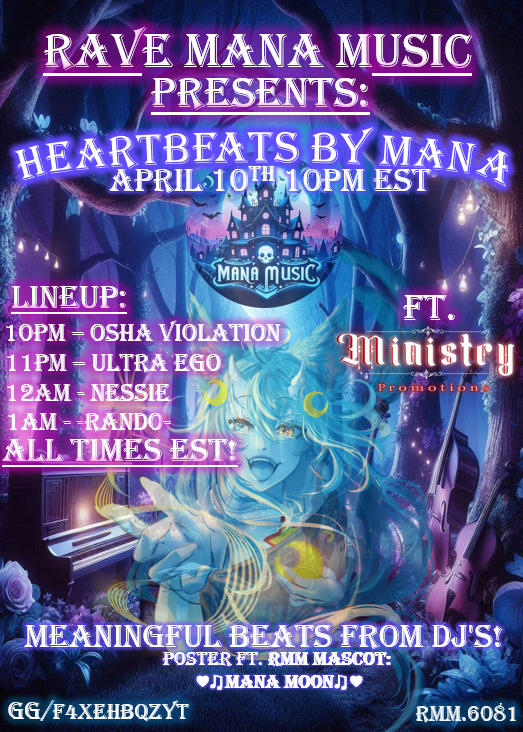 RAVE MANA MUSIC
PRESENTS:
HEARTBEATS BY MANA
APRIL 10TH 10PM EST
MANA MUSIC
LINEUP:
10PM – OSHA VIOLATION
11PM – ULTRA EGO
12AM - NESSIE
1AM - -RANDO-
ALL TIMES EST!
FT.
Ministry
Promotions
MEANINGFUL BEATS FROM DJ'S!
POSTER FT. RMM MASCOT:
♥♫MANA MOON♫♥
GG/F4XEHBQZYT
RMM.6081